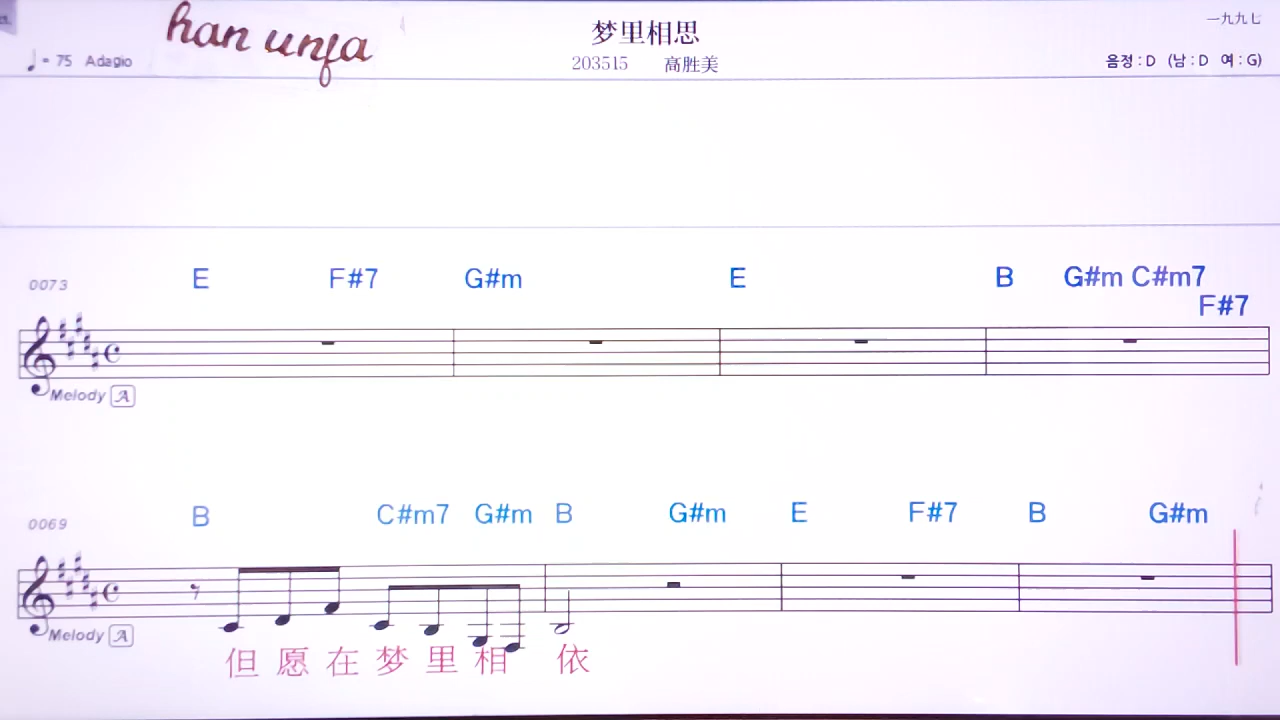 han unfa
梦里相思
一九九七
♩= 75 Adagio
203515 高胜美
음정 : D (남 : D 여 : G)
0073
E F#7 G#m E B G#m C#m7
F#7
Melody A
0069
B C#m7 G#m B G#m E F#7 B G#m
Melody A
但愿在梦里相 依